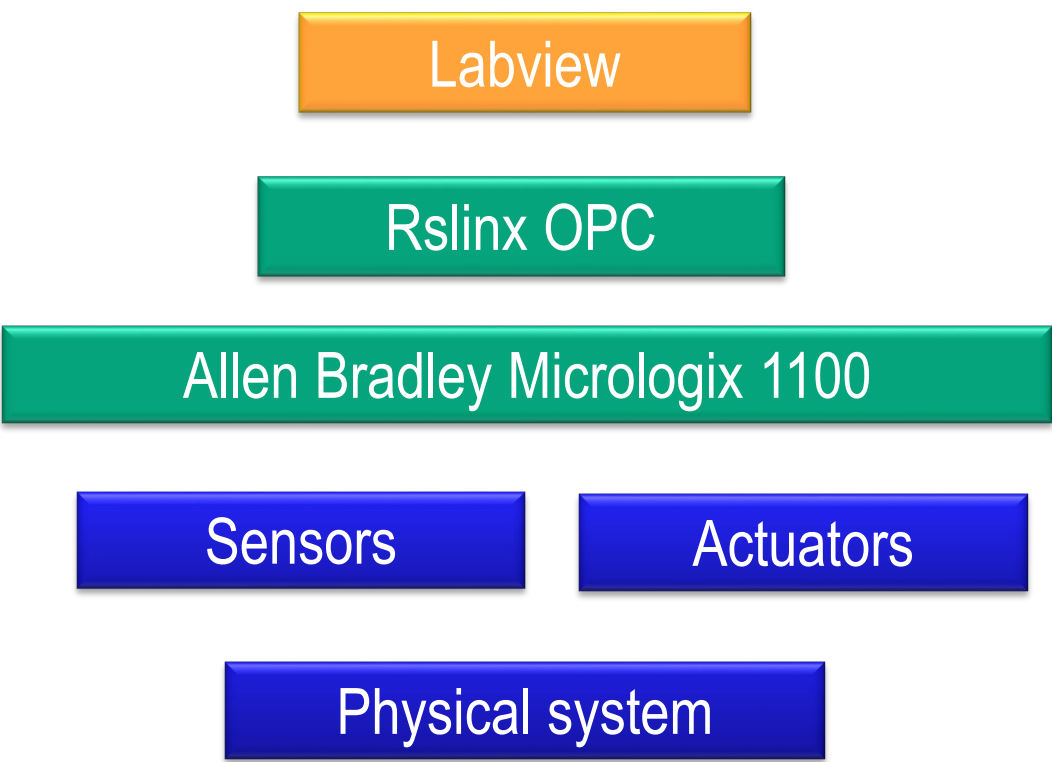 Labview
Rslinx OPC
Allen Bradley Micrologix 1100
Sensors
Actuators
Physical system